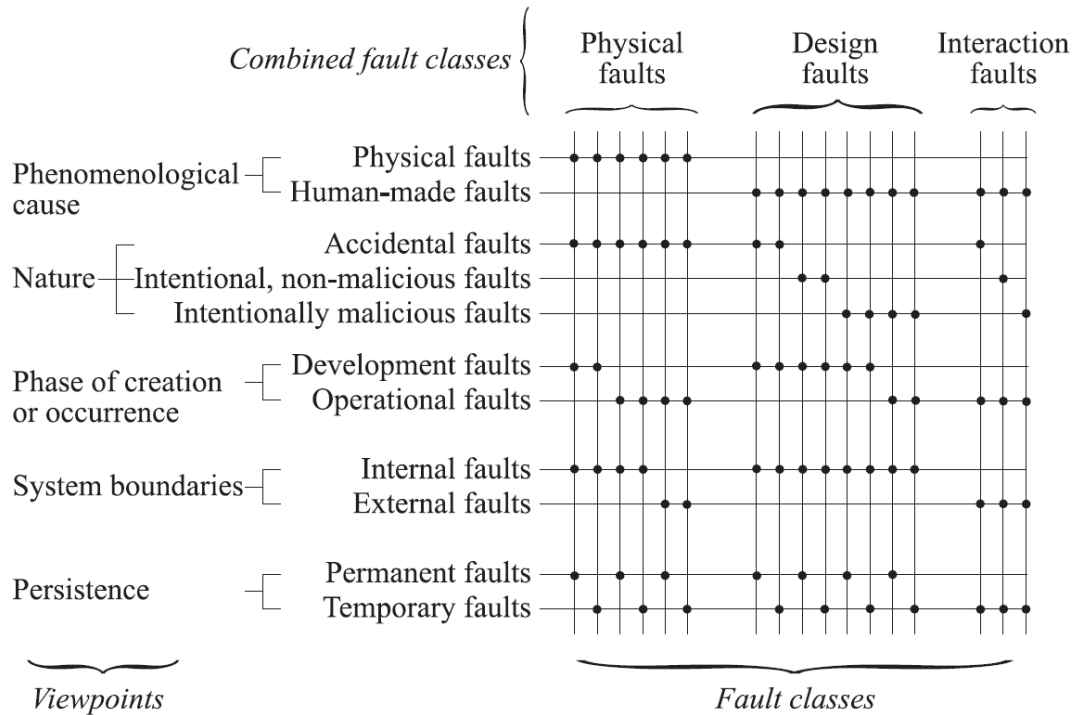 Combined fault classes
Physical
faults
Design
faults
Interaction
faults
Phenomenological
cause
Physical faults
Human-made faults
Nature
Accidental faults
Intentional, non-malicious faults
Intentionally malicious faults
Phase of creation
or occurrence
Development faults
Operational faults
System boundaries
Internal faults
External faults
Persistence
Permanent faults
Temporary faults
Viewpoints
Fault classes